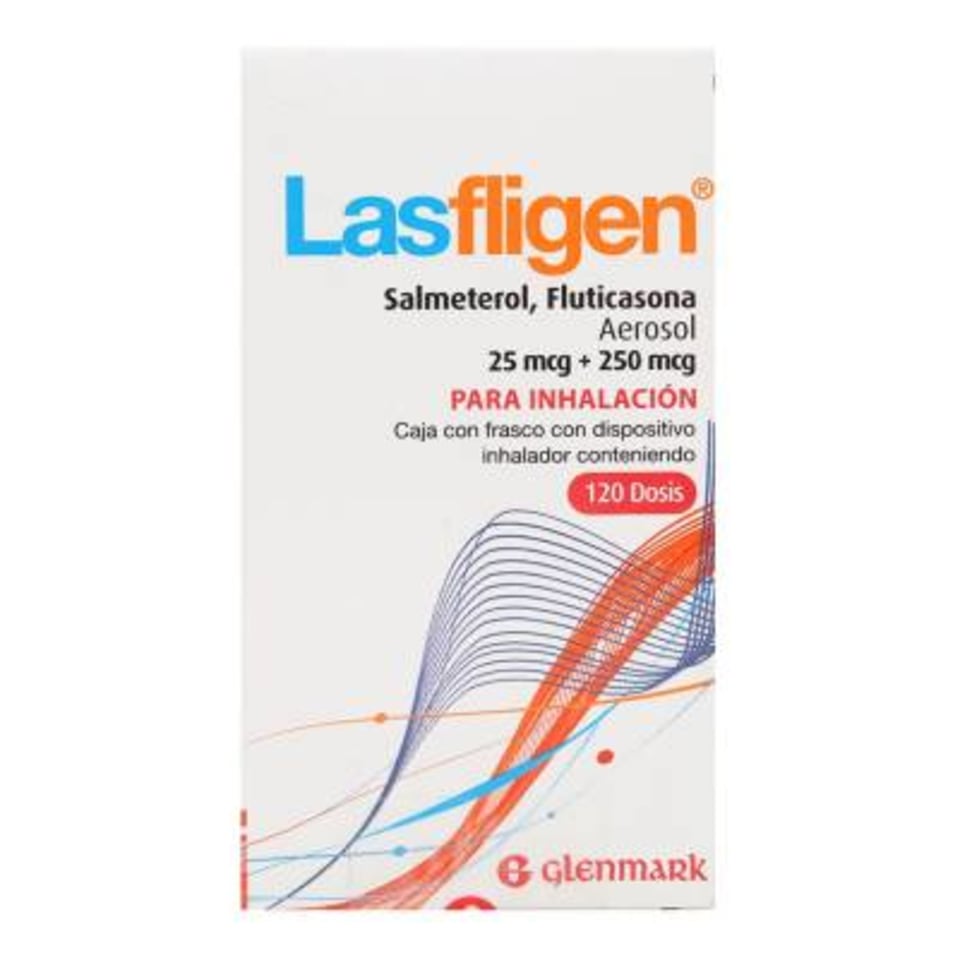 Lasfligen®
Salmeterol, Fluticasona
Aerosol
25 mcg + 250 mcg
PARA INHALACIÓN
Caja con frasco con dispositivo
inhalador conteniendo
120 Dosis
G glenmark